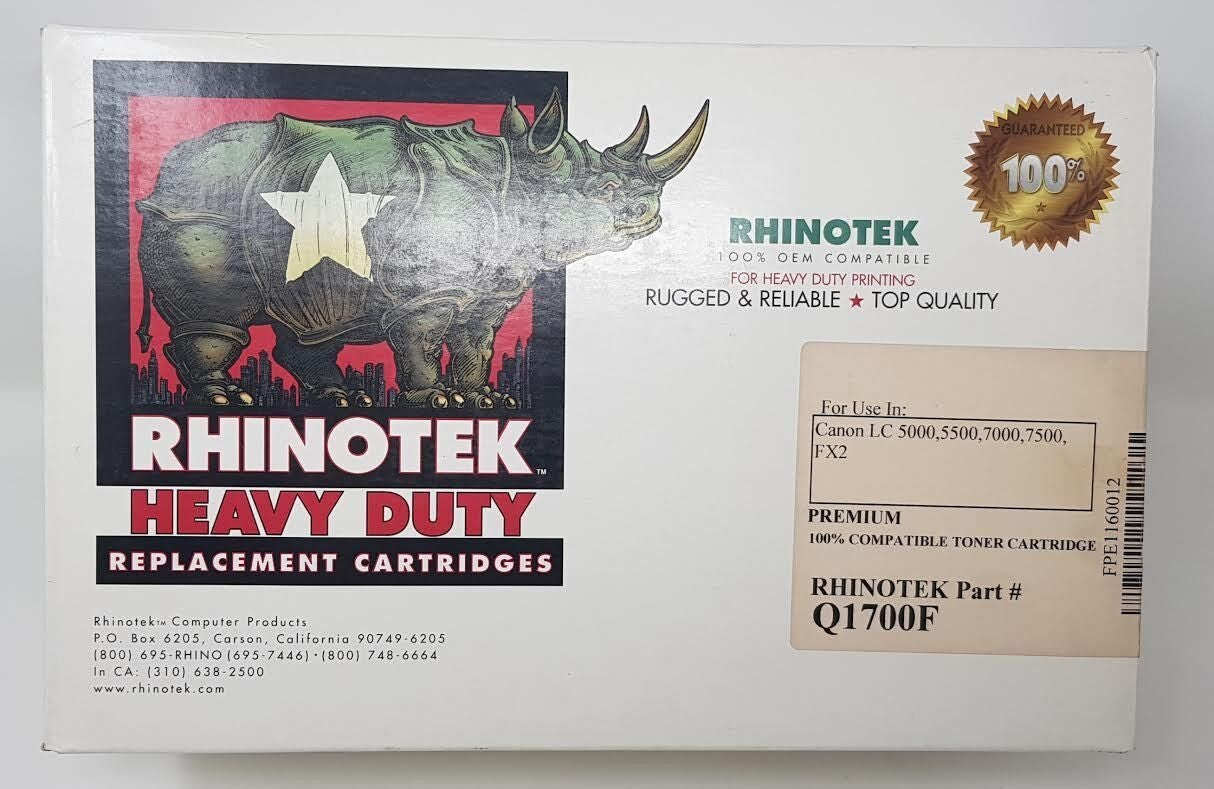 GUARANTEED
100%
RHINOTEK
100% OEM COMPATIBLE
FOR HEAVY DUTY PRINTING
RUGGED & RELIABLE ★ TOP QUALITY
RHINOTEK™
HEAVY DUTY
REPLACEMENT CARTRIDGES
Rhinotek™ Computer Products
P.O. Box 6205, Carson, California 90749-6205
(800) 695-RHINO (695-7446) • (800) 748-6664
In CA: (310) 638-2500
www.rhinotek.com
For Use In:
Canon LC 5000,5500,7000,7500,
FX2
PREMIUM
100% COMPATIBLE TONER CARTRIDGE
RHINOTEK Part #
Q1700F
FPE1160012